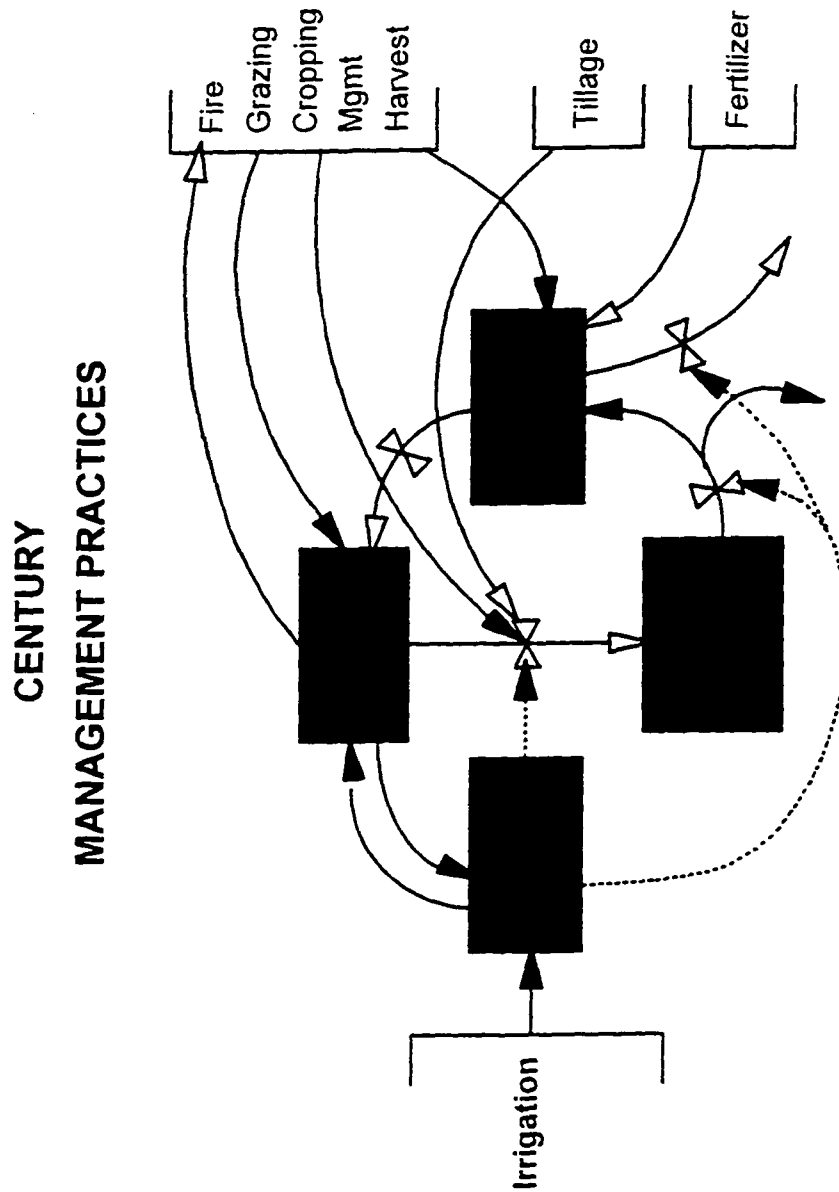 CENTURY
MANAGEMENT PRACTICES
Fire
Grazing
Cropping
Mgmt
Harvest
Tillage
Fertilizer
Irrigation